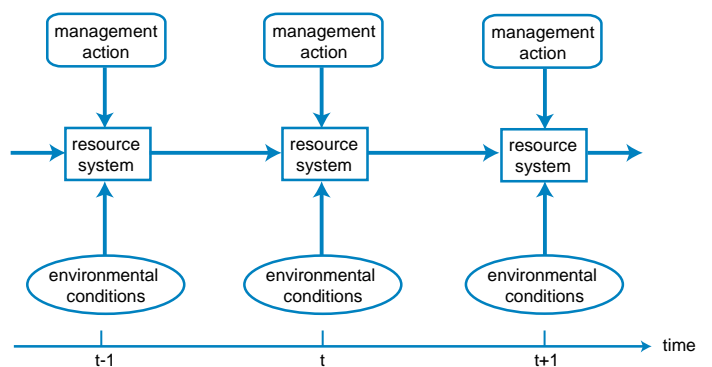 management
action
management
action
management
action
resource
system
resource
system
resource
system
environmental
conditions
environmental
conditions
environmental
conditions
t-1
t
t+1
time